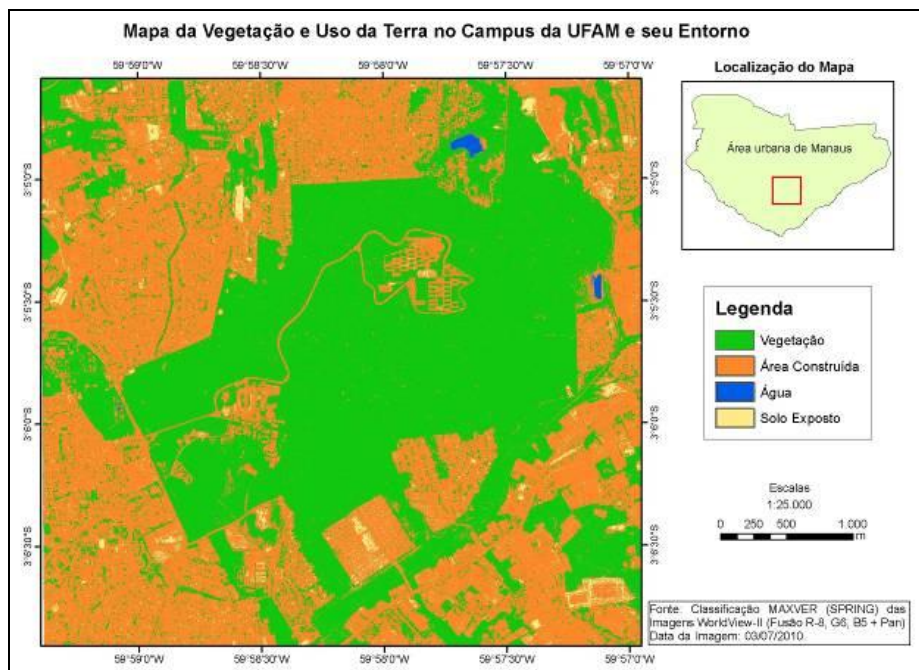 Mapa da Vegetação e Uso da Terra no Campus da UFAM e seu Entorno
59°59'0"W 59°58'30"W 59°58'0"W 59°57'30"W 59°57'0"W
3°5'0"S 3°5'30"S 3°6'0"S 3°6'30"S
3°5'0"S 3°5'30"S 3°6'0"S 3°6'30"S
59°59'0"W 59°58'30"W 59°58'0"W 59°57'30"W 59°57'0"W
Localização do Mapa
Área urbana de Manaus
Legenda
Vegetação
Área Construída
Água
Solo Exposto
Escalas
1:25.000
0 250 500 1.000
m
Fonte: Classificação MAXVER (SPRING) das
Imagens WorldView-II (Fusão R-8, G6, B5 + Pan)
Data da Imagem: 03/07/2010.